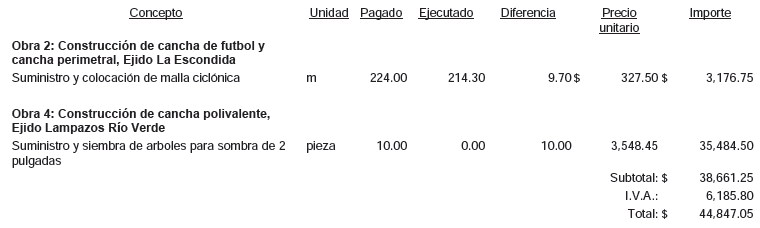 Concepto Unidad Pagado Ejecutado Diferencia Precio unitario Importe
Obra 2: Construcción de cancha de futbol y
cancha perimetral, Ejido La Escondida
Suministro y colocación de malla ciclónica m 224.00 214.30 9.70 $ 327.50 $ 3,176.75
Obra 4: Construcción de cancha polivalente,
Ejido Lampazos Río Verde
Suministro y siembra de arboles para sombra de 2 pieza 10.00 0.00 10.00 3,548.45 35,484.50
pulgadas
Subtotal: $ 38,661.25
I.V.A.: 6,185.80
Total: $ 44,847.05